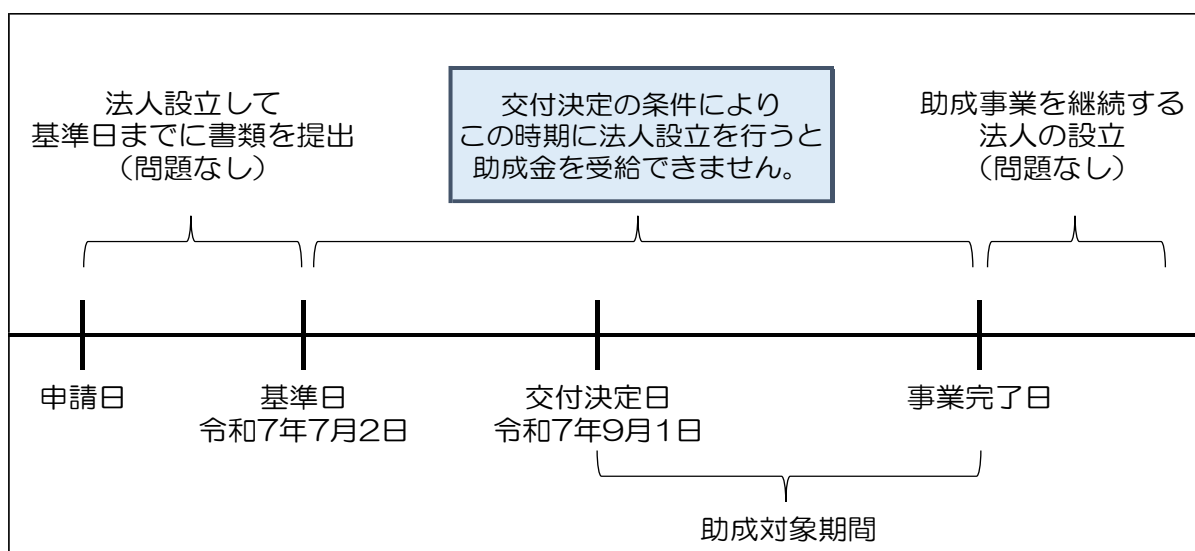 法人設立して
基準日までに書類を提出
（問題なし）
交付決定の条件により
この時期に法人設立を行うと
助成金を受給できません。
助成事業を継続する
法人の設立
（問題なし）
申請日
基準日
令和7年7月2日
交付決定日
令和7年9月1日
事業完了日
助成対象期間